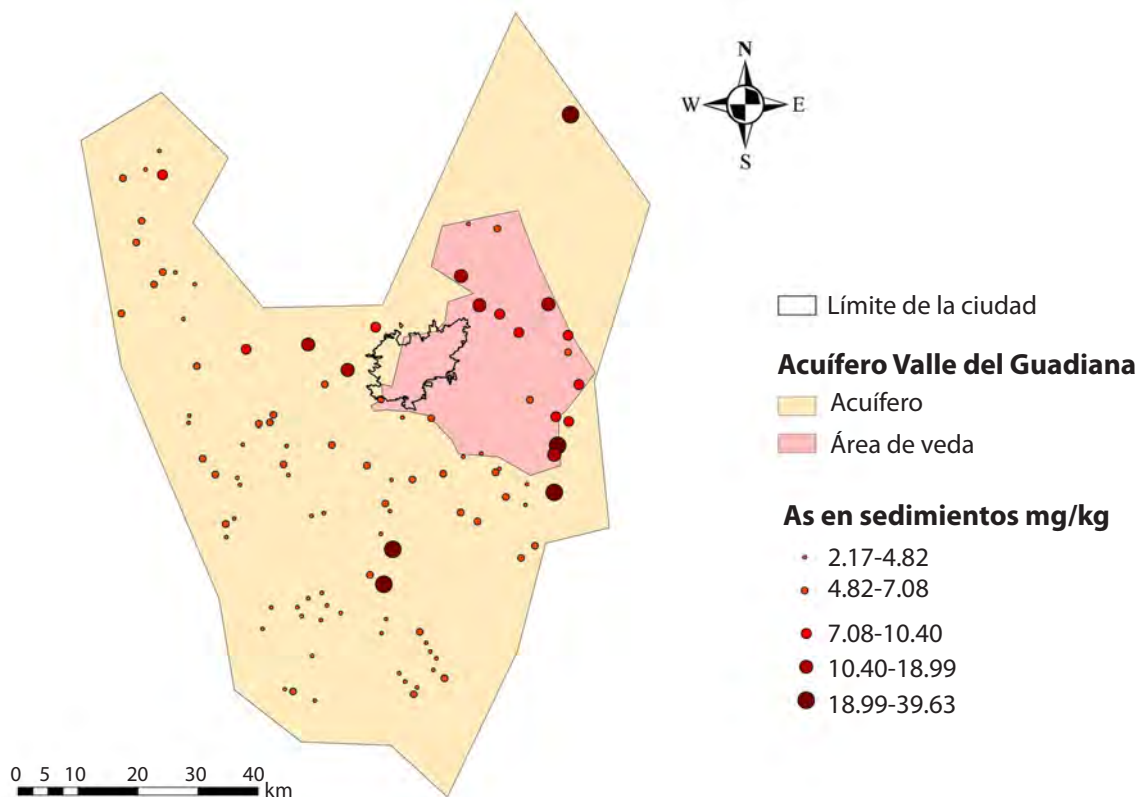 N
W E
S
Límite de la ciudad
Acuífero Valle del Guadiana
Acuífero
Área de veda
As en sedimientos mg/kg
2.17-4.82
4.82-7.08
7.08-10.40
10.40-18.99
18.99-39.63
0 5 10 20 30 40
km